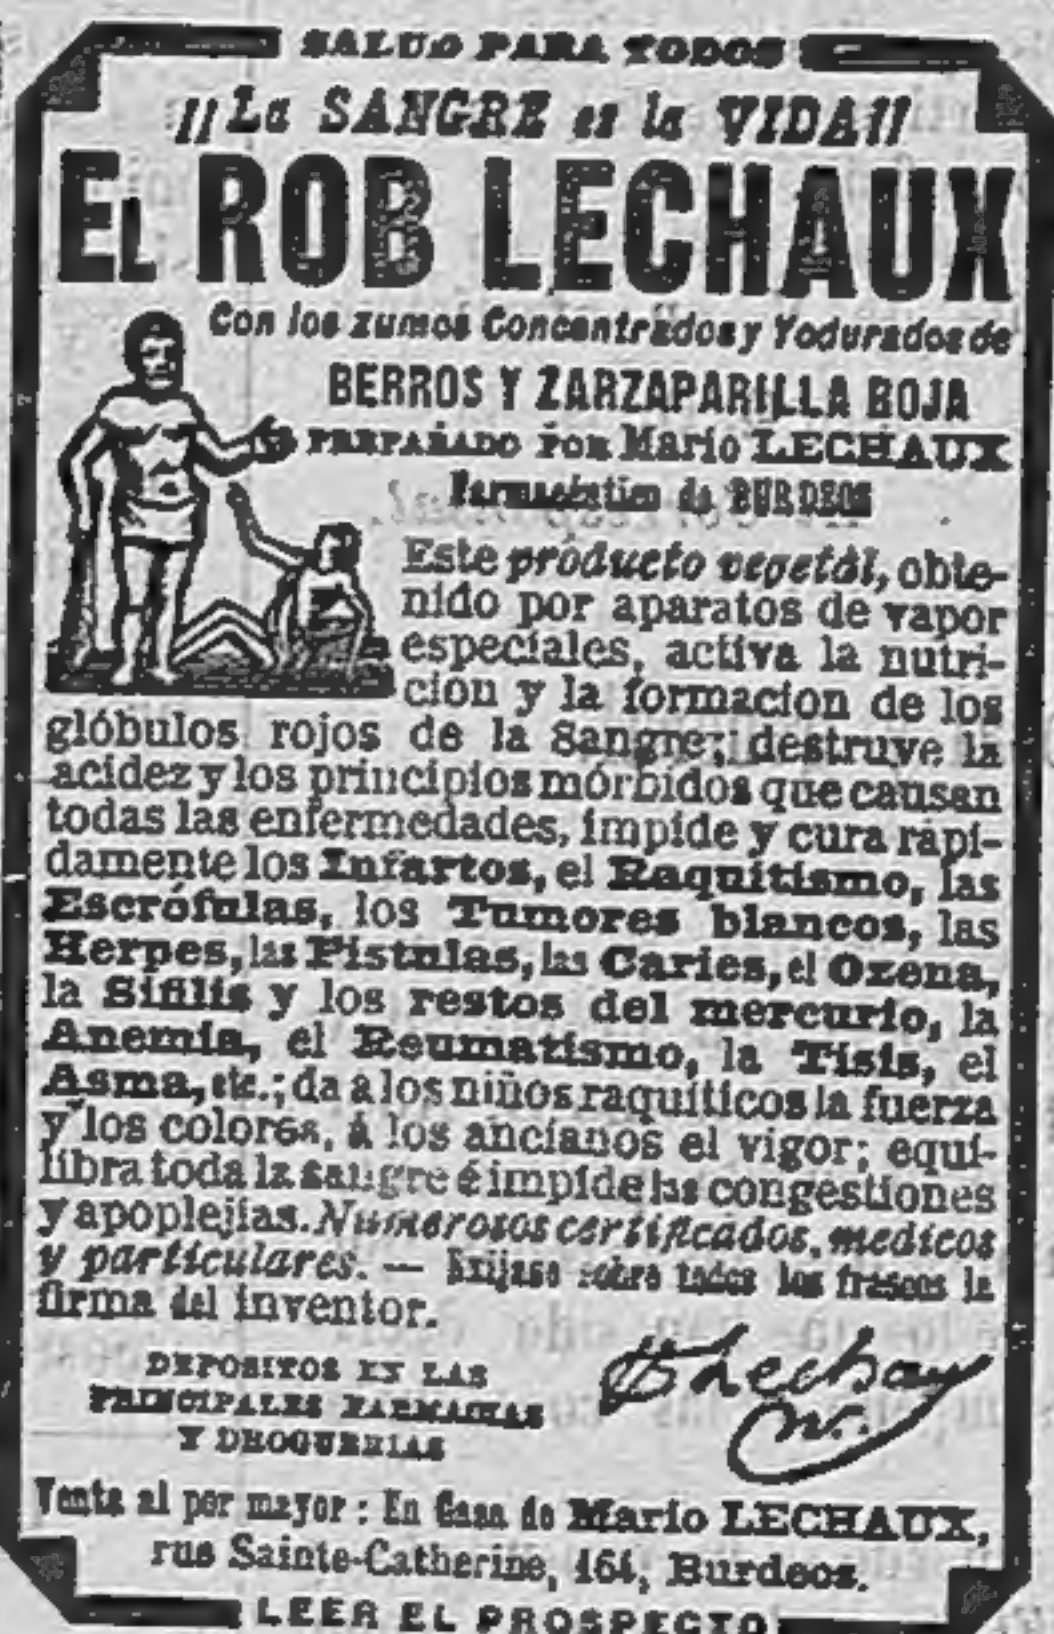 SALUD PARA TODOS
¡¡La SANGRE es la VIDA!!
EL ROB LECHAUX
Con los zumos Concentrados y Yodurados de
BERROS Y ZARZAPARILLA ROJA
PREPARADO POR Mario LECHAUX
Farmacéutico de BURDEOS
Este producto vegetál, obte-
nido por aparatos de vapor
especiales, activa la nutri-
cion y la formacion de los
glóbulos rojos de la Sangre; destruye la
acidez y los principios mórbidos que causan
todas las enfermedades, impide y cura rápi-
damente los Infartos, el Raquitismo, las
Escrófulas, los Tumores blancos, las
Herpes, las Fistulas, las Caries, el Ozena,
la Sifilis y los restos del mercurio, la
Anemia, el Reumatismo, la Tisis, el
Asma, etc.; da a los niños raquíticos la fuerza
y los colores, á los ancianos el vigor; equi-
libra toda la sangre é impide las congestiones
y apoplejias. Numerosos certificados, medicos
y particulares. — Exijase sobre todos los frascos la
firma del inventor.
DEPOSITOS EN LAS
PRINCIPALES FARMACIAS
Y DROGUERIAS
Lechaux
Venta al por mayor : En Casa de Mario LECHAUX,
rue Sainte-Catherine, 164, Burdeos.
LEER EL PROSPECTO